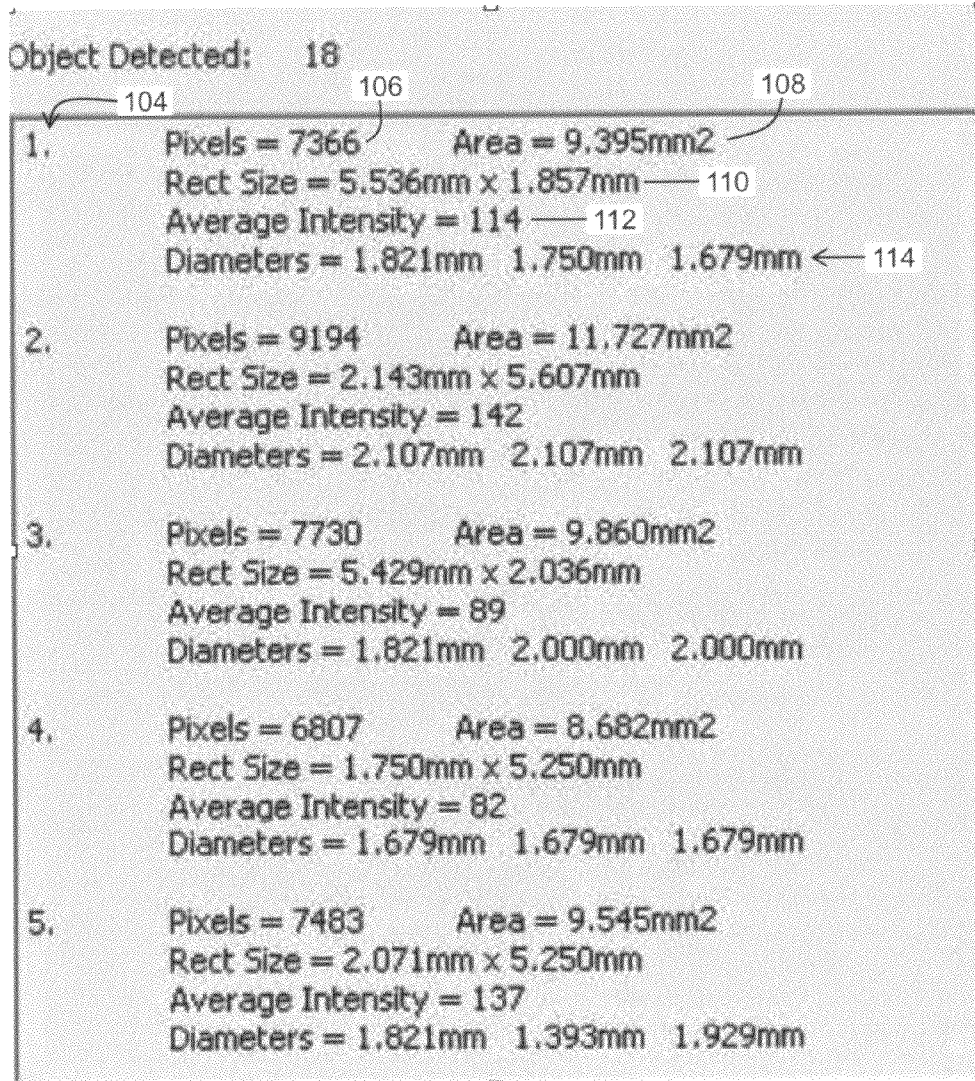 Object Detected: 18
104
106
108
1. Pixels = 7366 Area = 9.395mm2
Rect Size = 5.536mm x 1.857mm 110
Average Intensity = 114 112
Diameters = 1.821mm 1.750mm 1.679mm 114
2. Pixels = 9194 Area = 11.727mm2
Rect Size = 2.143mm x 5.607mm
Average Intensity = 142
Diameters = 2.107mm 2.107mm 2.107mm
3. Pixels = 7730 Area = 9.860mm2
Rect Size = 5.429mm x 2.036mm
Average Intensity = 89
Diameters = 1.821mm 2.000mm 2.000mm
4. Pixels = 6807 Area = 8.682mm2
Rect Size = 1.750mm x 5.250mm
Average Intensity = 82
Diameters = 1.679mm 1.679mm 1.679mm
5. Pixels = 7483 Area = 9.545mm2
Rect Size = 2.071mm x 5.250mm
Average Intensity = 137
Diameters = 1.821mm 1.393mm 1.929mm